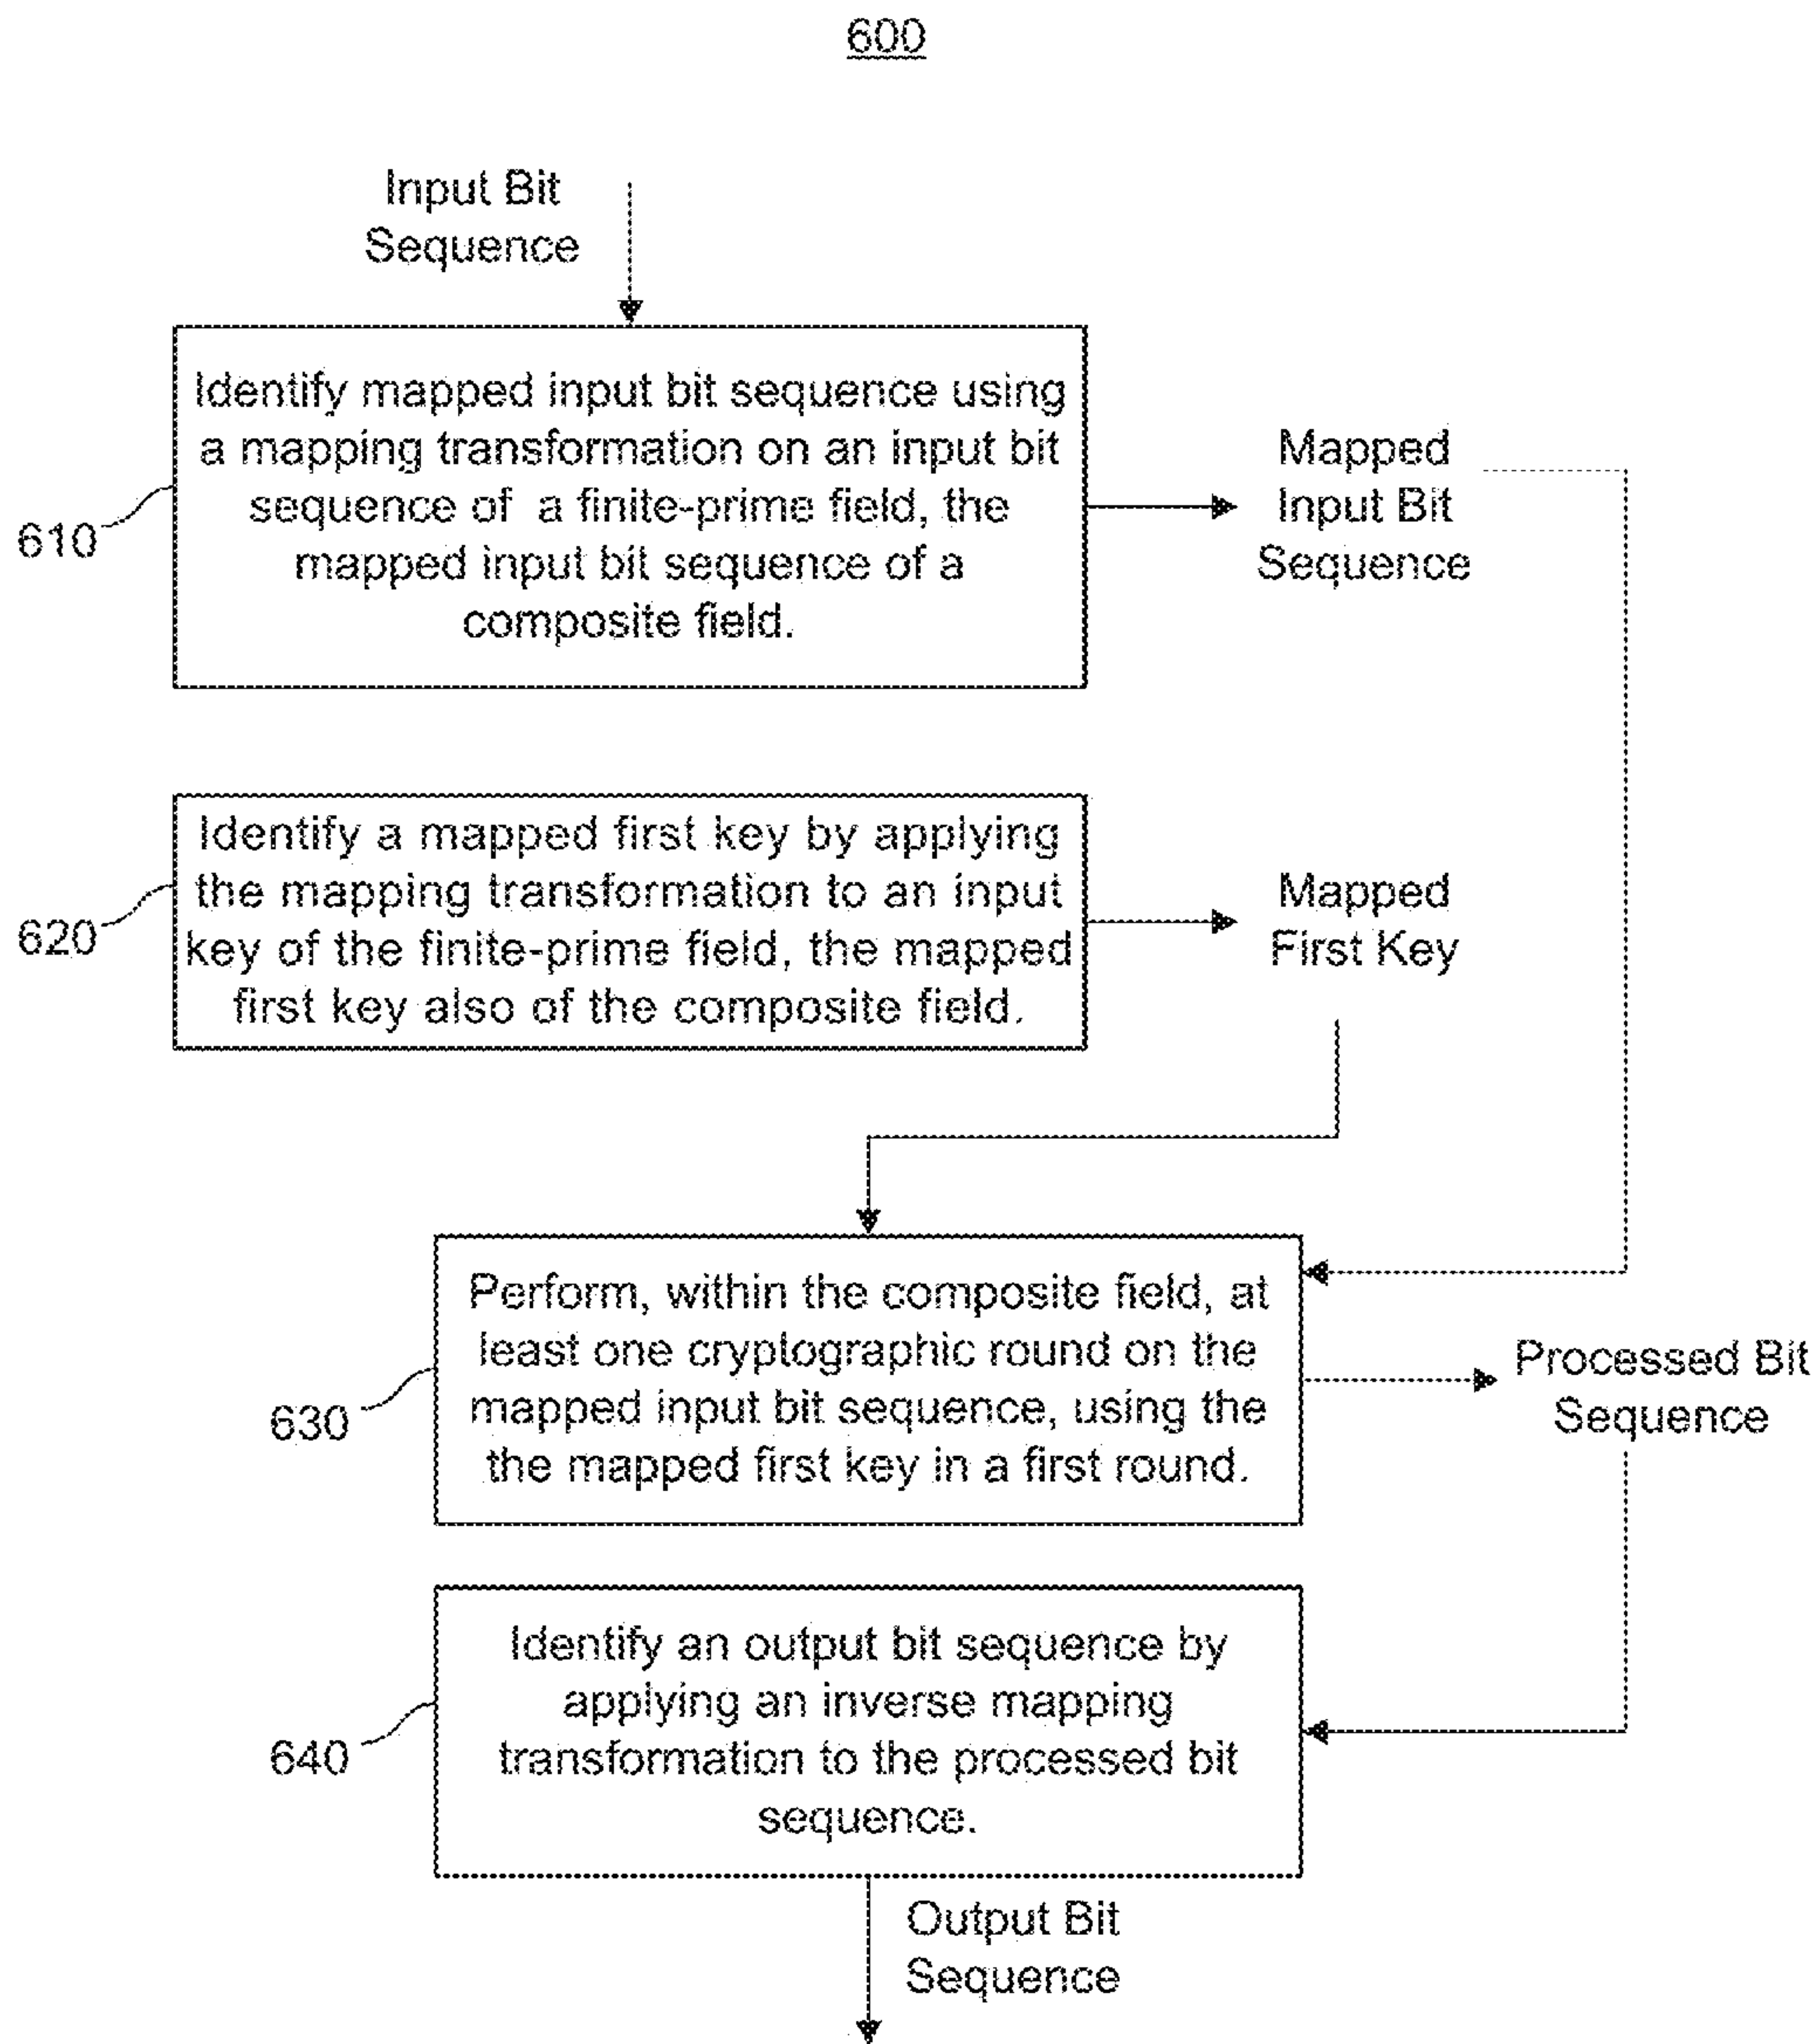 600
Input Bit
Sequence
Identify mapped input bit sequence using
a mapping transformation on an input bit
sequence of a finite-prime field, the
mapped input bit sequence of a
composite field.
610
Mapped
Input Bit
Sequence
Identify a mapped first key by applying
the mapping transformation to an input
key of the finite-prime field, the mapped
first key also of the composite field.
620
Mapped
First Key
Perform, within the composite field, at
least one cryptographic round on the
mapped input bit sequence, using the
the mapped first key in a first round.
630
Processed Bit
Sequence
Identify an output bit sequence by
applying an inverse mapping
transformation to the processed bit
sequence.
640
Output Bit
Sequence